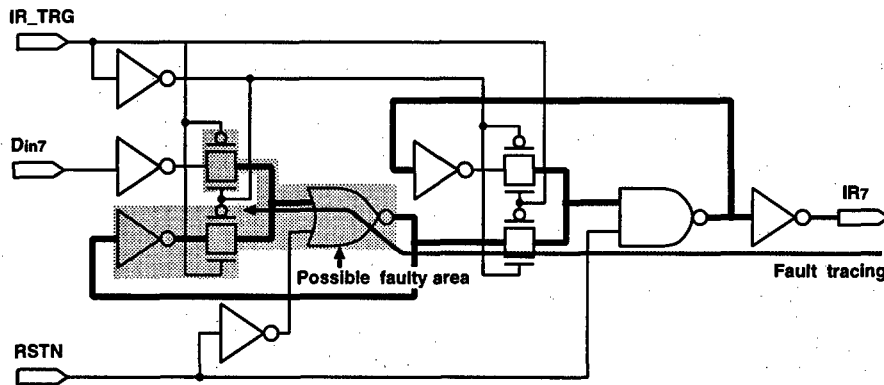 IR_TRG
Din7
IR7
Possible faulty area
Fault tracing
RSTN